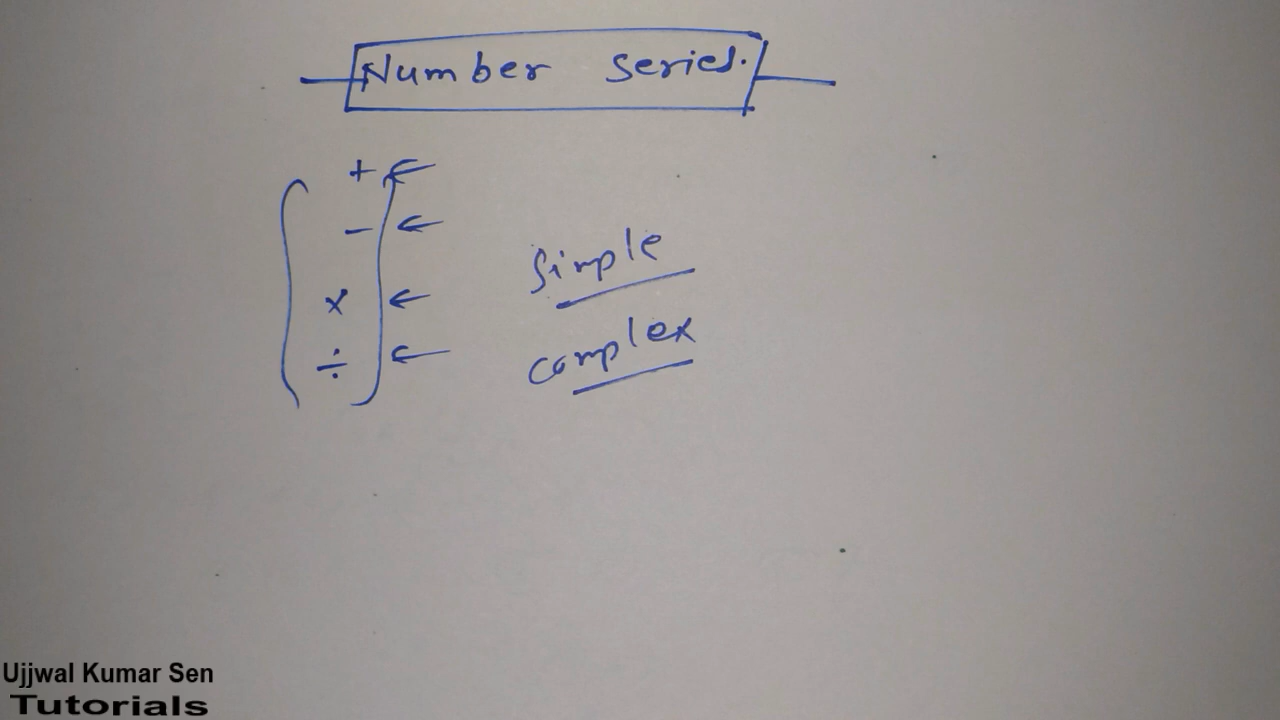 Number series.
+ ←
- ←
× ←
÷ ←
Simple
complex
Ujjwal Kumar Sen
Tutorials